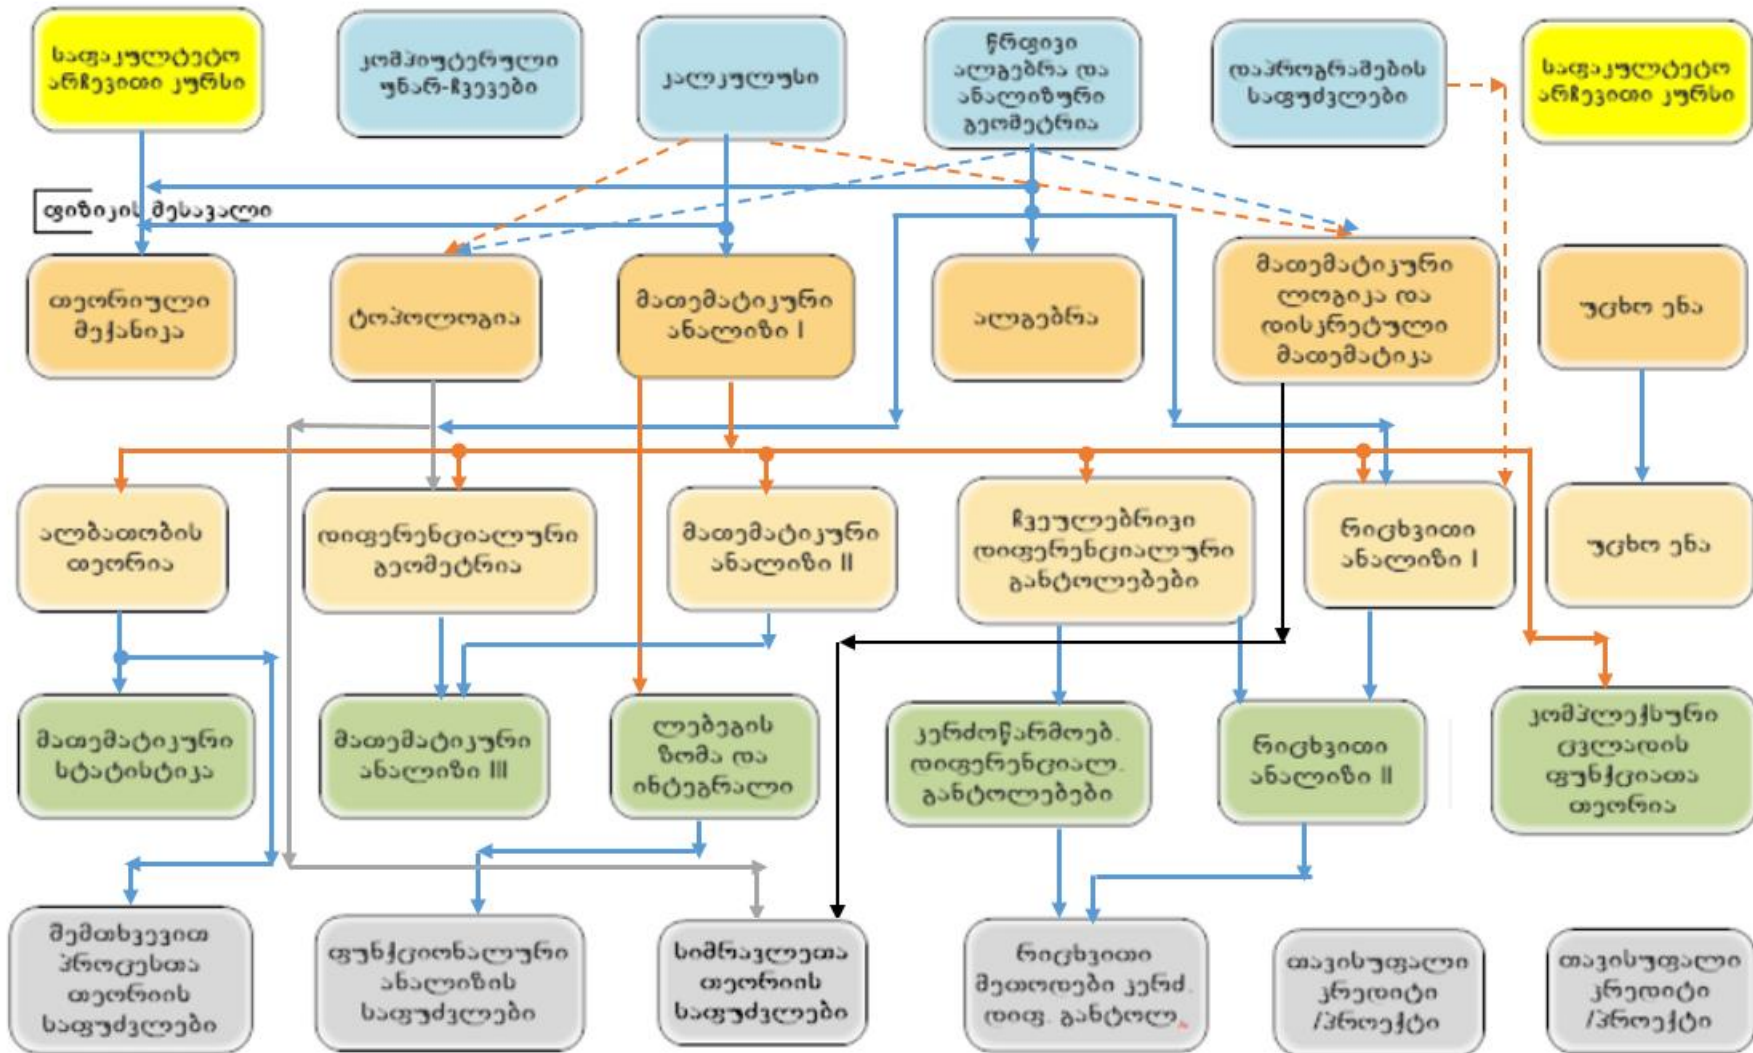 საფაკულტეტო
არჩევითი კურსი
კომპიუტერული
უნარ-ჩვევები
კალკულუსი
წრფივი
ალგებრა და
ანალიზური
გეომეტრია
დაპროგრამების
საფუძვლები
საფაკულტეტო
არჩევითი კურსი
ფიზიკის შესავალი
თეორიული
მექანიკა
ტოპოლოგია
მათემატიკური
ანალიზი I
ალგებრა
მათემატიკური
ლოგიკა და
დისკრეტული
მათემატიკა
უცხო ენა
ალბათობის
თეორია
დიფერენციალური
გეომეტრია
მათემატიკური
ანალიზი II
ჩვეულებრივი
დიფერენციალური
განტოლებები
რიცხვითი
ანალიზი I
უცხო ენა
მათემატიკური
სტატისტიკა
მათემატიკური
ანალიზი III
ლებეგის
ზომა და
ინტეგრალი
კერძოწარმოებ.
დიფერენციალ.
განტოლებები
რიცხვითი
ანალიზი II
კომპლექსური
ცვლადის
ფუნქციათა
თეორია
შემთხვევით
პროცესთა
თეორიის
საფუძვლები
ფუნქციონალური
ანალიზის
საფუძვლები
სიმრავლეთა
თეორიის
საფუძვლები
რიცხვითი
მეთოდები კერძ.
დიფ. განტოლ.
თავისუფალი
კრედიტი
/პროექტი
თავისუფალი
კრედიტი
/პროექტი